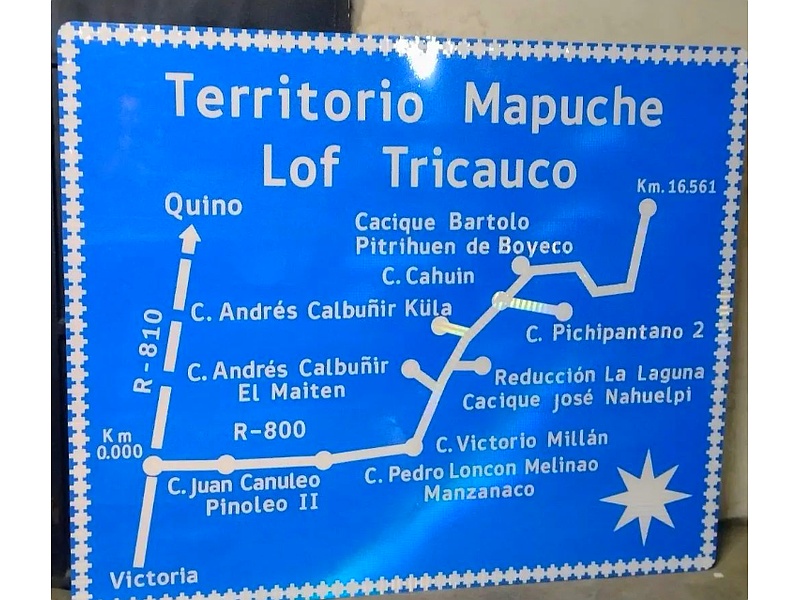 Territorio Mapuche
Lof Tricauco
Km. 16.561
Quino
Cacique Bartolo
Pitrihuen de Boyeco
C. Cahuin
C. Andrés Calbuñir Küla
C. Pichipantano 2
R-810
C. Andrés Calbuñir
El Maiten
Reducción La Laguna
Cacique José Nahuelpi
Km
0.000
R-800
C. Victorio Millán
C. Juan Canuleo
Pinoleo II
C. Pedro Loncon Melinao
Manzanaco
Victoria